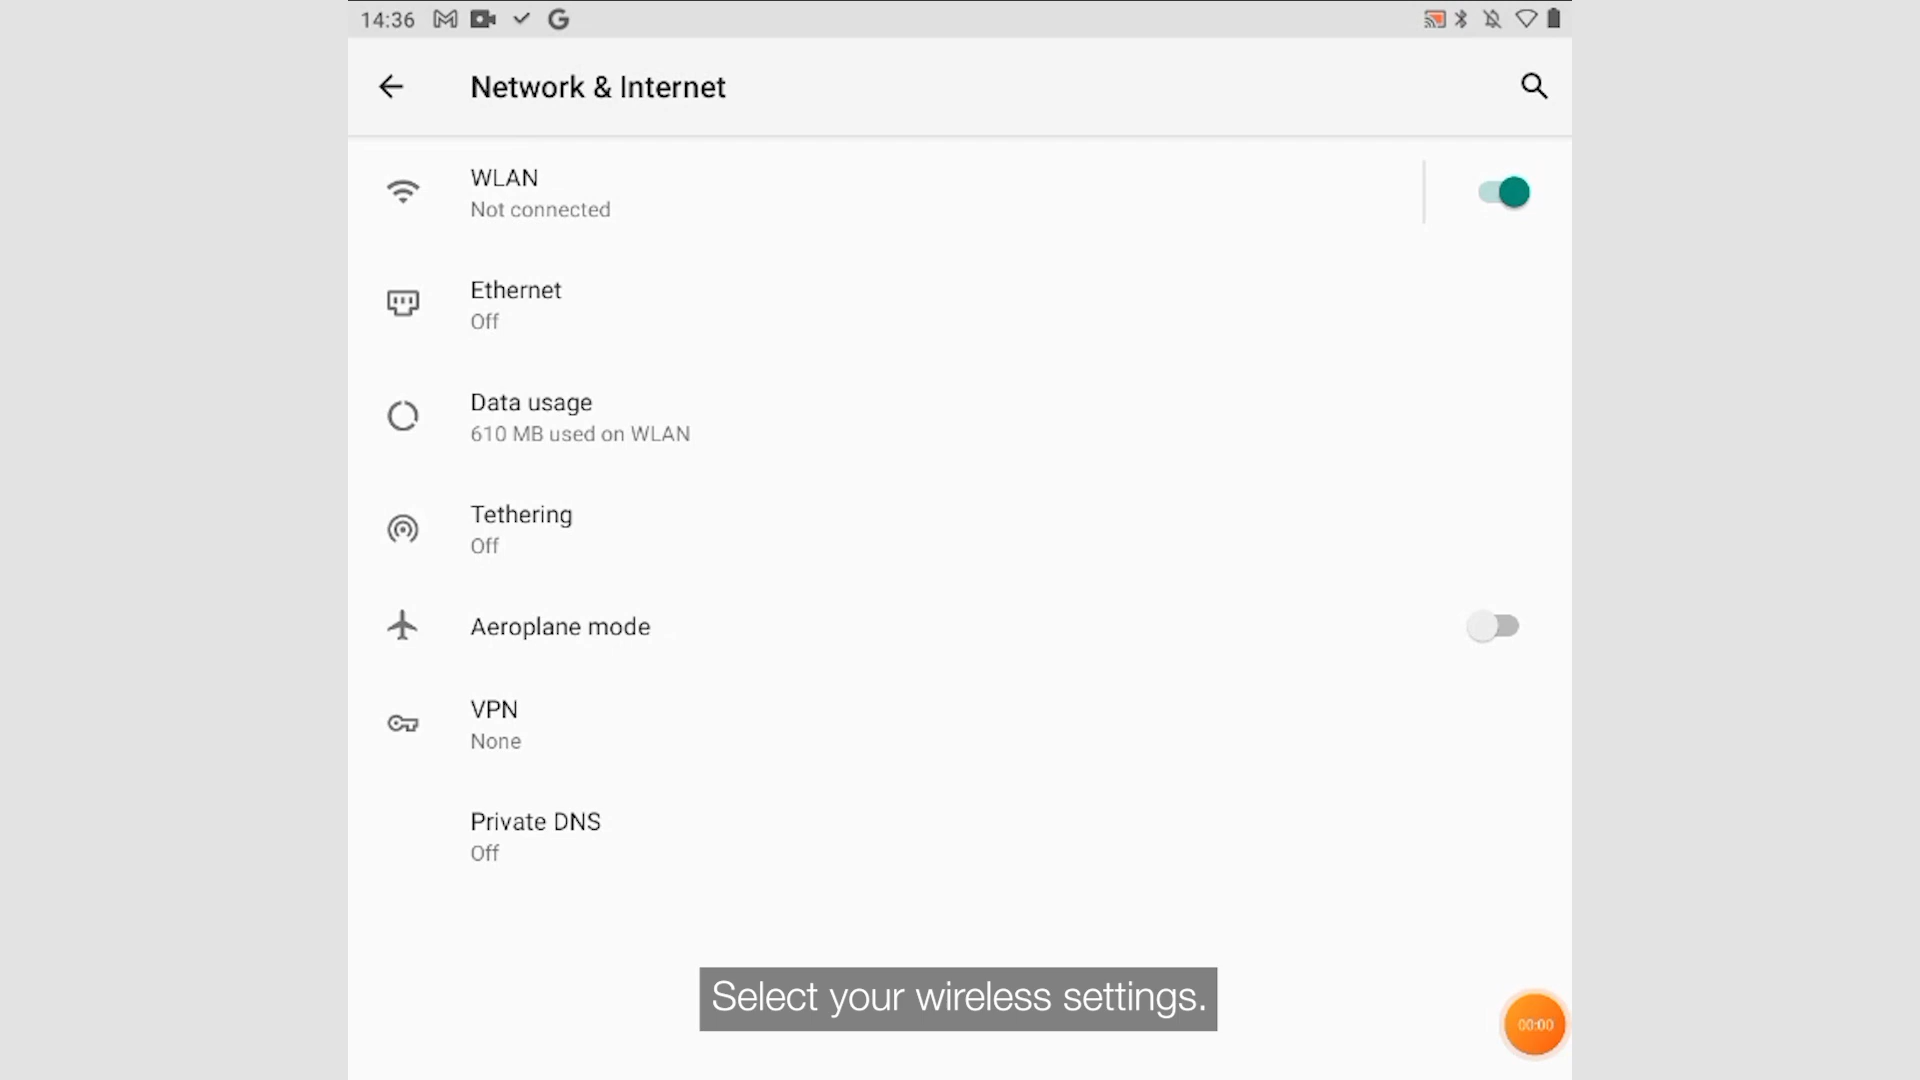 14:36
Network & Internet
WLAN
Not connected
Ethernet
Off
Data usage
610 MB used on WLAN
Tethering
Off
Aeroplane mode
VPN
None
Private DNS
Off
Select your wireless settings.
00:00